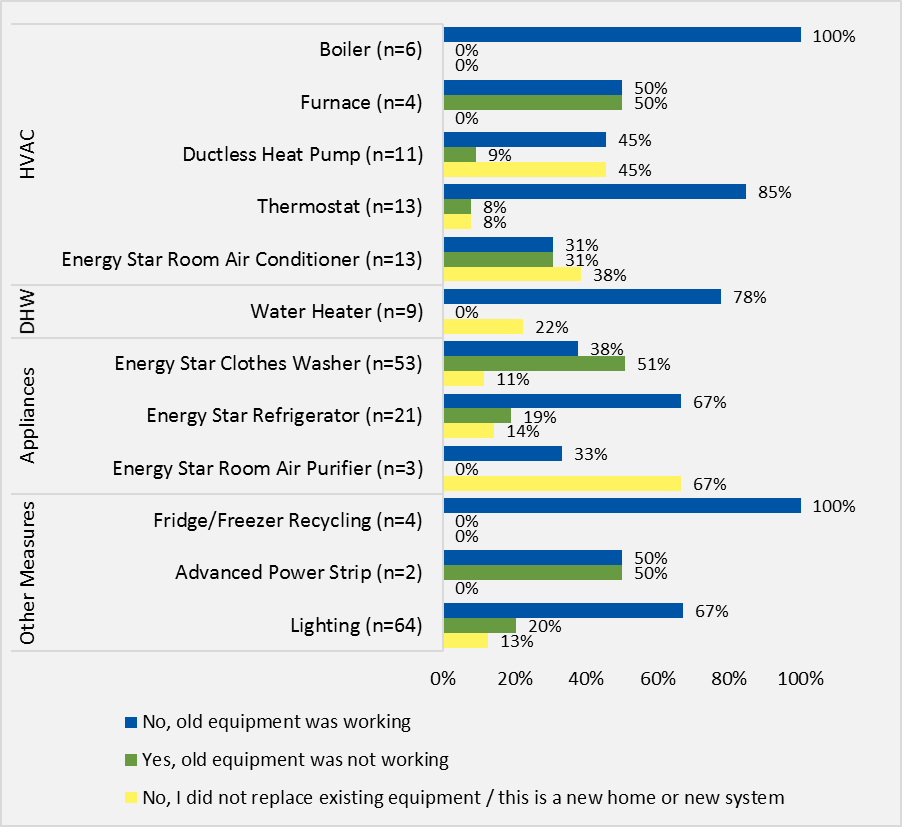 HVAC
Boiler (n=6)
100%
0%
0%
Furnace (n=4)
50%
50%
0%
Ductless Heat Pump (n=11)
45%
9%
45%
Thermostat (n=13)
85%
8%
8%
Energy Star Room Air Conditioner (n=13)
31%
31%
38%
DHW
Water Heater (n=9)
78%
0%
22%
Appliances
Energy Star Clothes Washer (n=53)
38%
51%
11%
Energy Star Refrigerator (n=21)
67%
19%
14%
Energy Star Room Air Purifier (n=3)
33%
0%
67%
Other Measures
Fridge/Freezer Recycling (n=4)
100%
0%
0%
Advanced Power Strip (n=2)
50%
50%
0%
Lighting (n=64)
67%
20%
13%
0% 20% 40% 60% 80% 100%
No, old equipment was working
Yes, old equipment was not working
No, I did not replace existing equipment / this is a new home or new system